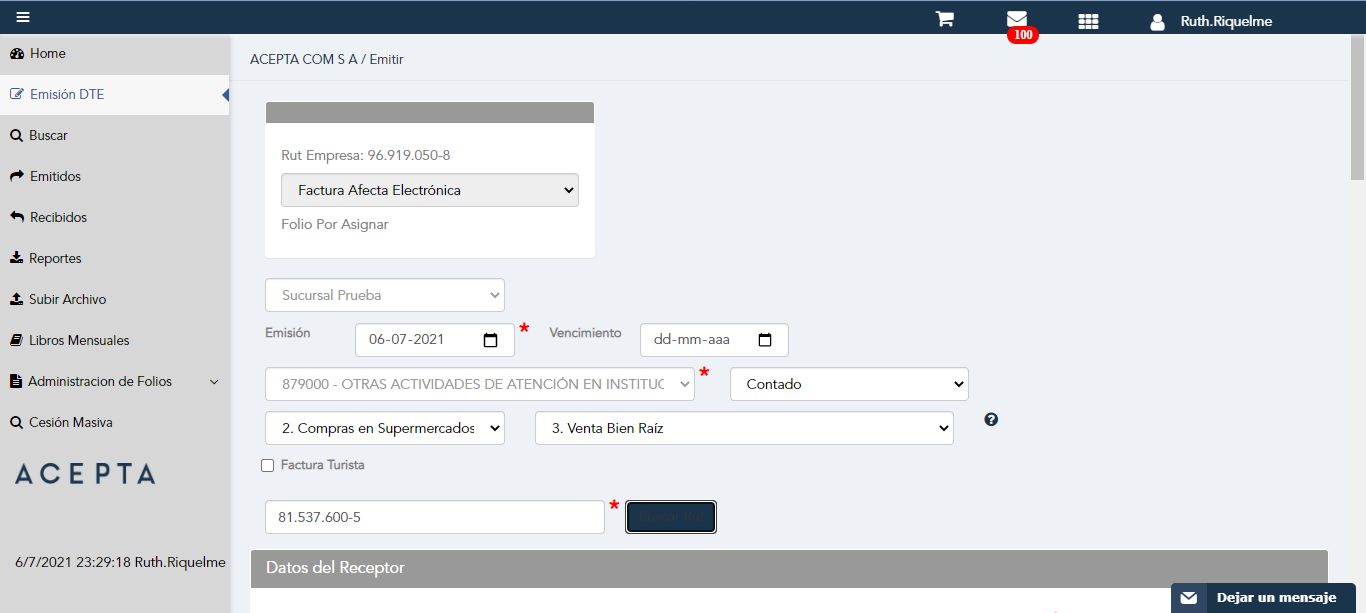 Ruth.Riquelme
100
Home
ACEPTA COM S A / Emitir
Emisión DTE
Buscar
Emitidos
Recibidos
Reportes
Subir Archivo
Libros Mensuales
Administracion de Folios
Cesión Masiva
ACEPTA
6/7/2021 23:29:18 Ruth.Riquelme
Rut Empresa: 96.919.050-8
Factura Afecta Electrónica
Folio Por Asignar
Sucursal Prueba
Emisión 06-07-2021 * Vencimiento dd-mm-aaa
879000 - OTRAS ACTIVIDADES DE ATENCIÓN EN INSTITUC * Contado
2. Compras en Supermercados 3. Venta Bien Raíz ?
Factura Turista
81.537.600-5 *
Datos del Receptor
Dejar un mensaje